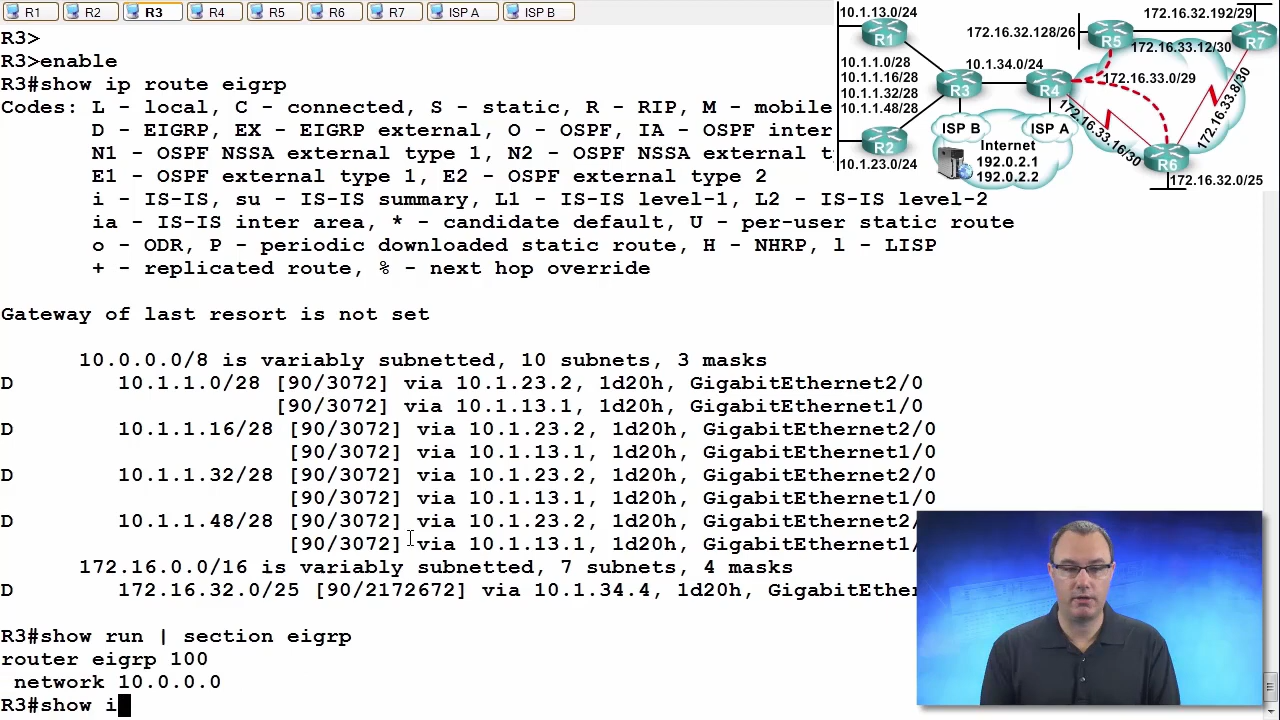 R1
R2
R3
R4
R5
R6
R7
ISP A
ISP B
R3>
R3>enable
R3#show ip route eigrp
Codes: L - local, C - connected, S - static, R - RIP, M - mobile
D - EIGRP, EX - EIGRP external, O - OSPF, IA - OSPF inter
N1 - OSPF NSSA external type 1, N2 - OSPF NSSA external t
E1 - OSPF external type 1, E2 - OSPF external type 2
i - IS-IS, su - IS-IS summary, L1 - IS-IS level-1, L2 - IS-IS level-2
ia - IS-IS inter area, * - candidate default, U - per-user static route
o - ODR, P - periodic downloaded static route, H - NHRP, l - LISP
+ - replicated route, % - next hop override
Gateway of last resort is not set
10.0.0.0/8 is variably subnetted, 10 subnets, 3 masks
D 10.1.1.0/28 [90/3072] via 10.1.23.2, 1d20h, GigabitEthernet2/0
[90/3072] via 10.1.13.1, 1d20h, GigabitEthernet1/0
D 10.1.1.16/28 [90/3072] via 10.1.23.2, 1d20h, GigabitEthernet2/0
[90/3072] via 10.1.13.1, 1d20h, GigabitEthernet1/0
D 10.1.1.32/28 [90/3072] via 10.1.23.2, 1d20h, GigabitEthernet2/0
[90/3072] via 10.1.13.1, 1d20h, GigabitEthernet1/0
D 10.1.1.48/28 [90/3072] via 10.1.23.2, 1d20h, GigabitEthernet2/
[90/3072] via 10.1.13.1, 1d20h, GigabitEthernet1/
172.16.0.0/16 is variably subnetted, 7 subnets, 4 masks
D 172.16.32.0/25 [90/2172672] via 10.1.34.4, 1d20h, GigabitEther
R3#show run | section eigrp
router eigrp 100
network 10.0.0.0
R3#show i
10.1.13.0/24
R1
10.1.1.0/28
10.1.1.16/28
10.1.1.32/28
10.1.1.48/28
R2
10.1.23.0/24
R3
10.1.34.0/24
R4
ISP B
ISP A
Internet
192.0.2.1
192.0.2.2
172.16.32.128/26
R5
172.16.32.192/29
R7
172.16.33.12/30
172.16.33.0/29
172.16.33.8/30
172.16.33.16/30
R6
172.16.32.0/25